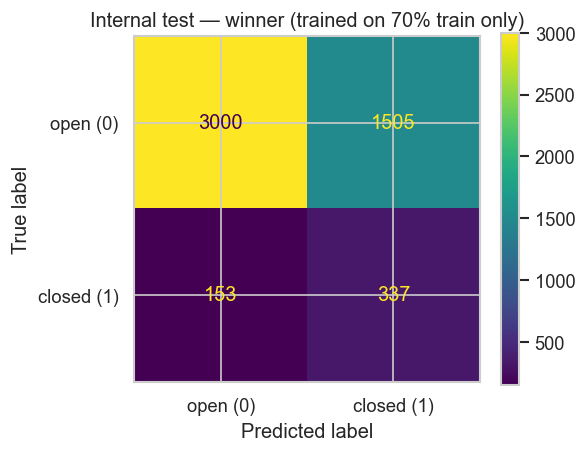 Internal test — winner (trained on 70% train only)
True label
open (0)
closed (1)
3000
1505
153
337
open (0)
closed (1)
Predicted label
3000
2500
2000
1500
1000
500